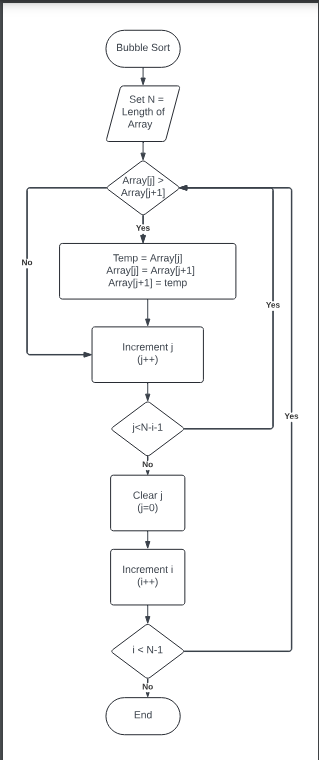 Bubble Sort
Set N =
Length of
Array
Array[j] >
Array[j+1]
Yes
No
Temp = Array[j]
Array[j] = Array[j+1]
Array[j+1] = temp
Yes
Increment j
(j++)
Yes
j<N-i-1
No
Clear j
(j=0)
Increment i
(i++)
i < N-1
No
End